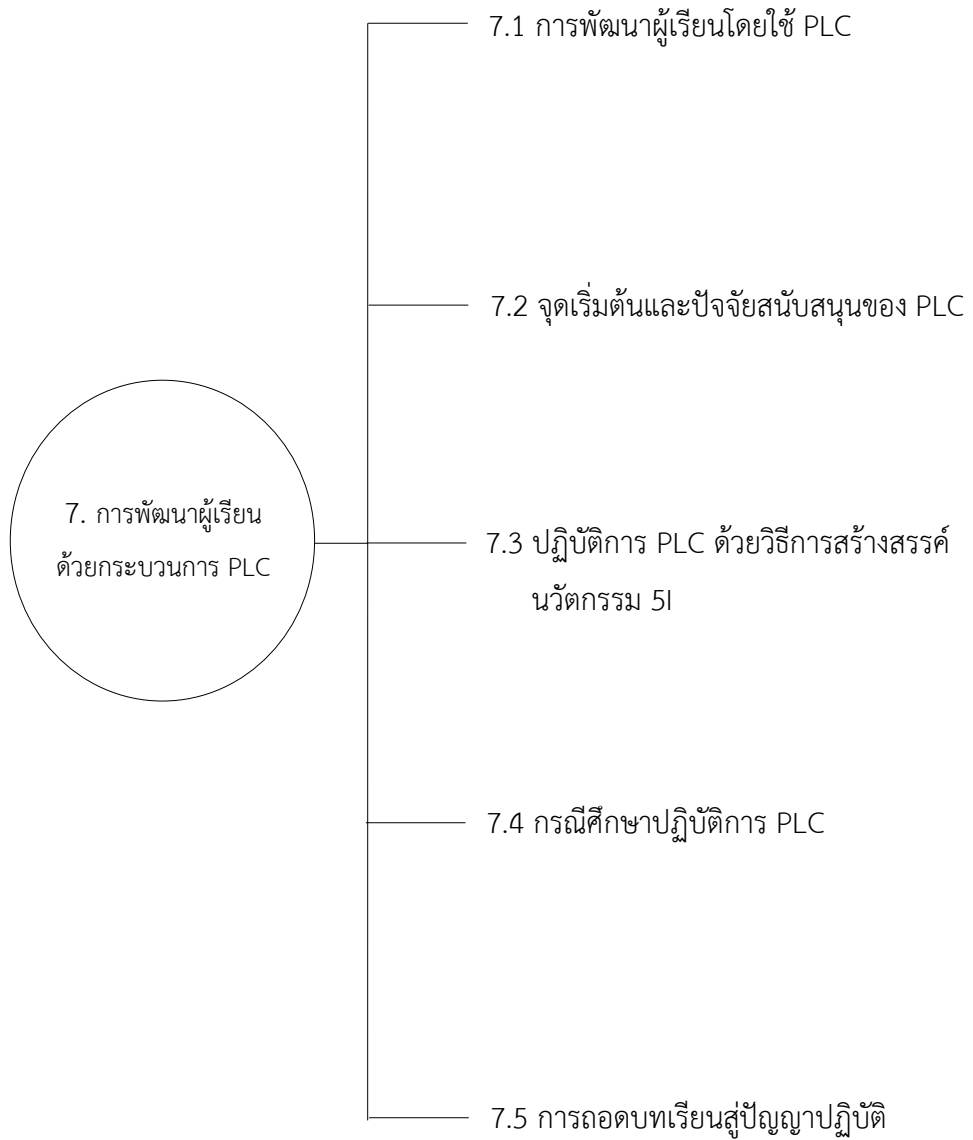 7.1 การพัฒนาผู้เรียนโดยใช้ PLC
7.2 จุดเริ่มต้นและปัจจัยสนับสนุนของ PLC
7. การพัฒนาผู้เรียน
ด้วยกระบวนการ PLC
7.3 ปฏิบัติการ PLC ด้วยวิธีการสร้างสรรค์
นวัตกรรม 5I
7.4 กรณีศึกษาปฏิบัติการ PLC
7.5 การถอดบทเรียนสู่ปัญญาปฏิบัติ